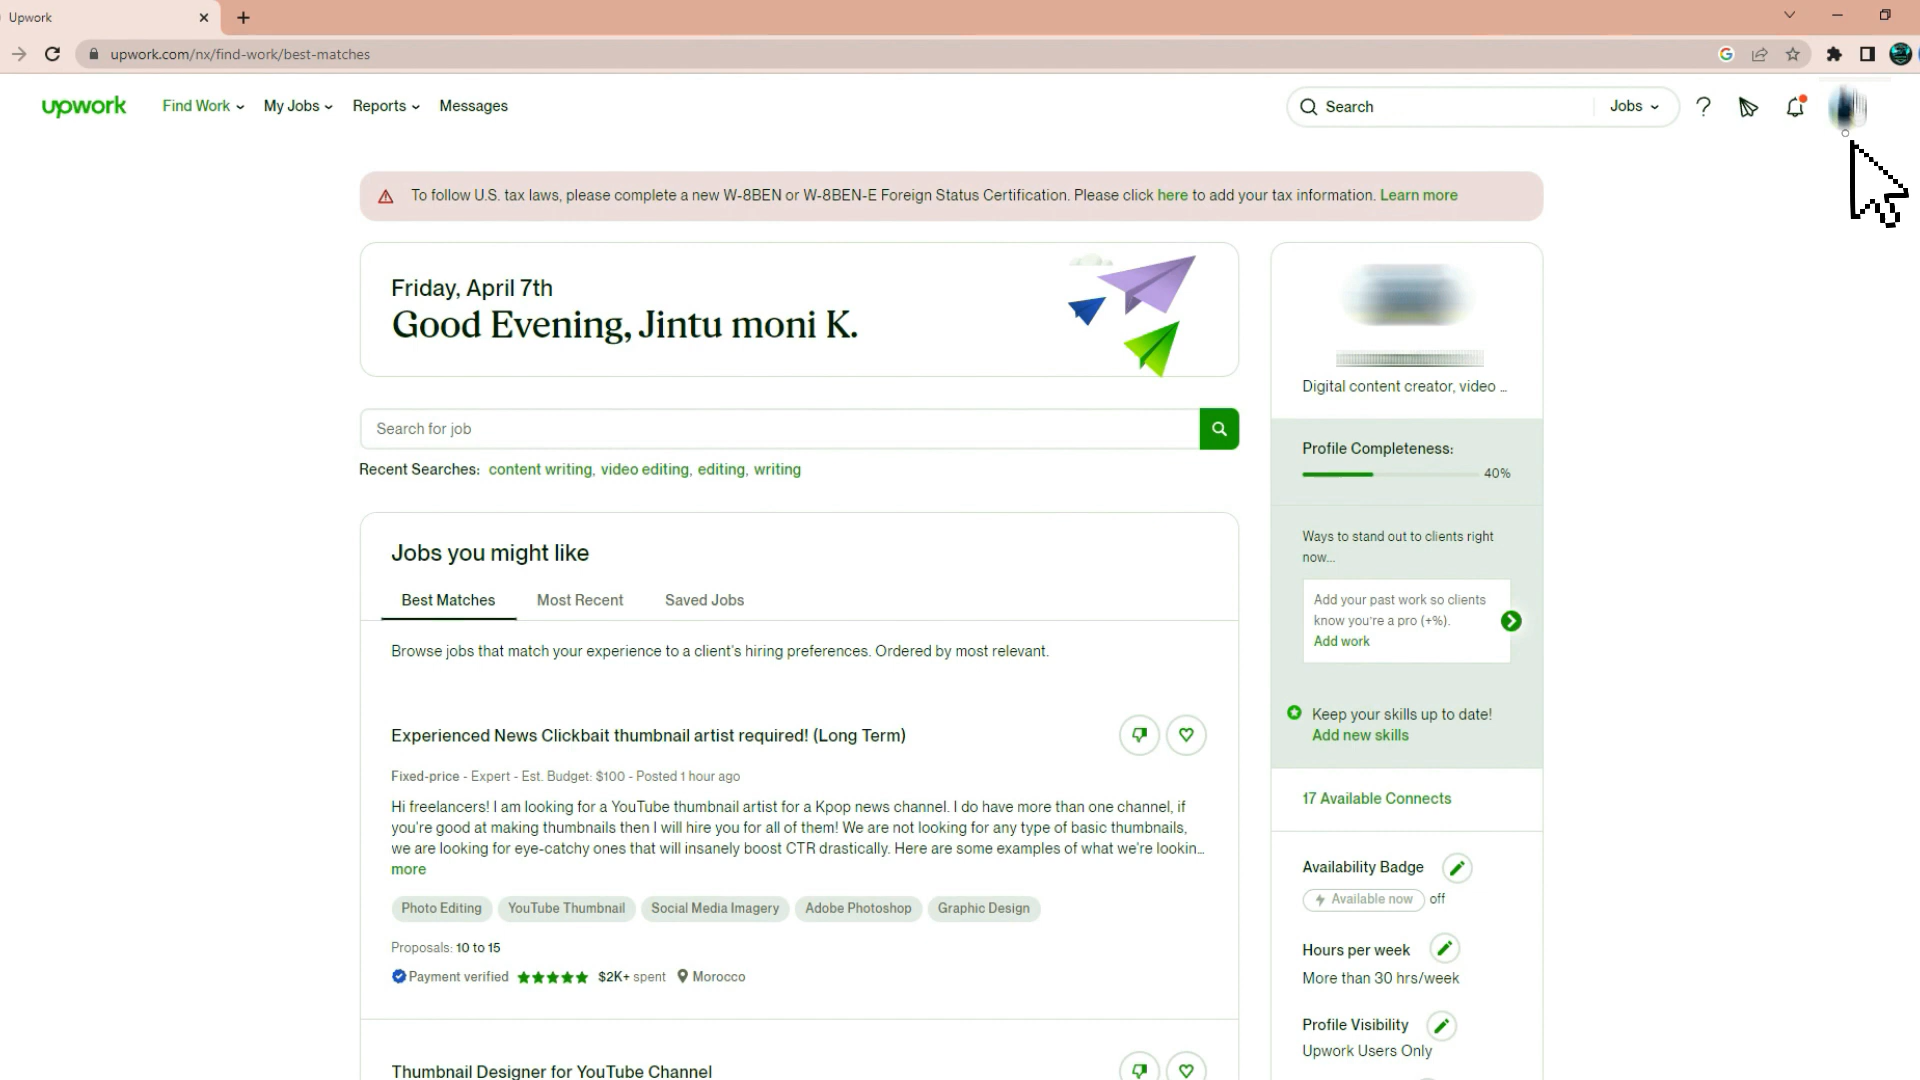 Upwork
upwork.com/nx/find-work/best-matches
upwork Find Work My Jobs Reports Messages Search Jobs
To follow U.S. tax laws, please complete a new W-8BEN or W-8BEN-E Foreign Status Certification. Please click here to add your tax information. Learn more
Friday, April 7th
Good Evening, Jintu moni K.
Search for job
Recent Searches: content writing, video editing, editing, writing
Jobs you might like
Best Matches Most Recent Saved Jobs
Browse jobs that match your experience to a client's hiring preferences. Ordered by most relevant.
Experienced News Clickbait thumbnail artist required! (Long Term)
Fixed-price - Expert - Est. Budget: $100 - Posted 1 hour ago
Hi freelancers! I am looking for a YouTube thumbnail artist for a Kpop news channel. I do have more than one channel, if
you're good at making thumbnails then I will hire you for all of them! We are not looking for any type of basic thumbnails,
we are looking for eye-catchy ones that will insanely boost CTR drastically. Here are some examples of what we're lookin...
more
Photo Editing YouTube Thumbnail Social Media Imagery Adobe Photoshop Graphic Design
Proposals: 10 to 15
Payment verified $2K+ spent Morocco
Thumbnail Designer for YouTube Channel
Digital content creator, video ...
Profile Completeness:
40%
Ways to stand out to clients right
now...
Add your past work so clients
know you're a pro (+%).
Add work
Keep your skills up to date!
Add new skills
17 Available Connects
Availability Badge
Available now off
Hours per week
More than 30 hrs/week
Profile Visibility
Upwork Users Only